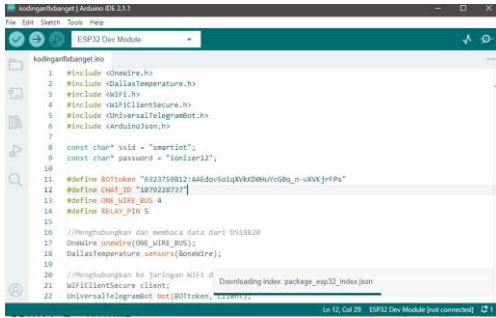 kodinganfixbanget | Arduino IDE 2.1.1
File Edit Sketch Tools Help
ESP32 Dev Module
kodinganfixbanget.ino
1 #include <OneWire.h>
2 #include <DallasTemperature.h>
3 #include <WiFi.h>
4 #include <WiFiClientSecure.h>
5 #include <UniversalTelegramBot.h>
6 #include <ArduinoJson.h>
7
8 const char* ssid = "smartiot";
9 const char* password = "ionizer12";
10
11 #define BOTtoken
12 #define CHAT_ID "1079228737"
13 #define ONE_WIRE_BUS 4
14 #define RELAY_PIN 5
15
16 //Menghubungkan dan membaca data dari DS18B20
17 OneWire oneWire(ONE_WIRE_BUS);
18 DallasTemperature sensors(&oneWire);
19
20 //Menghubungkan ke jaringan WiFi d
21 WiFiClientSecure client;
22 UniversalTelegramBot bot(BOTtoken, client);
Downloading index: package_esp32_index.json
Ln 12, Col 29 ESP32 Dev Module [not connected] 1